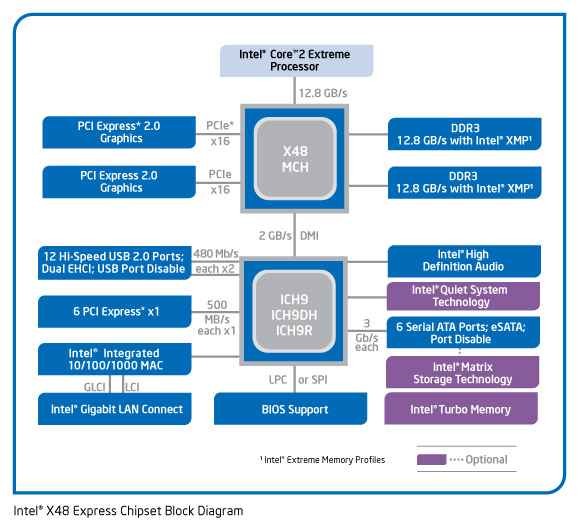 Intel® Core™2 Extreme
Processor
12.8 GB/s
PCI Express* 2.0
Graphics
PCIe*
x16
X48
MCH
DDR3
12.8 GB/s with Intel® XMP¹
PCI Express 2.0
Graphics
PCIe
x16
DDR3
12.8 GB/s with Intel® XMP¹
2 GB/s DMI
12 Hi-Speed USB 2.0 Ports;
Dual EHCI; USB Port Disable
480 Mb/s
each x2
Intel® High
Definition Audio
ICH9
ICH9DH
ICH9R
Intel® Quiet System
Technology
6 PCI Express* x1
500
MB/s
each x1
3
Gb/s
each
6 Serial ATA Ports; eSATA;
Port Disable
Intel® Integrated
10/100/1000 MAC
Intel® Matrix
Storage Technology
GLCI LCI
LPC or SPI
Intel® Gigabit LAN Connect
BIOS Support
Intel® Turbo Memory
¹ Intel® Extreme Memory Profiles
Optional
Intel® X48 Express Chipset Block Diagram